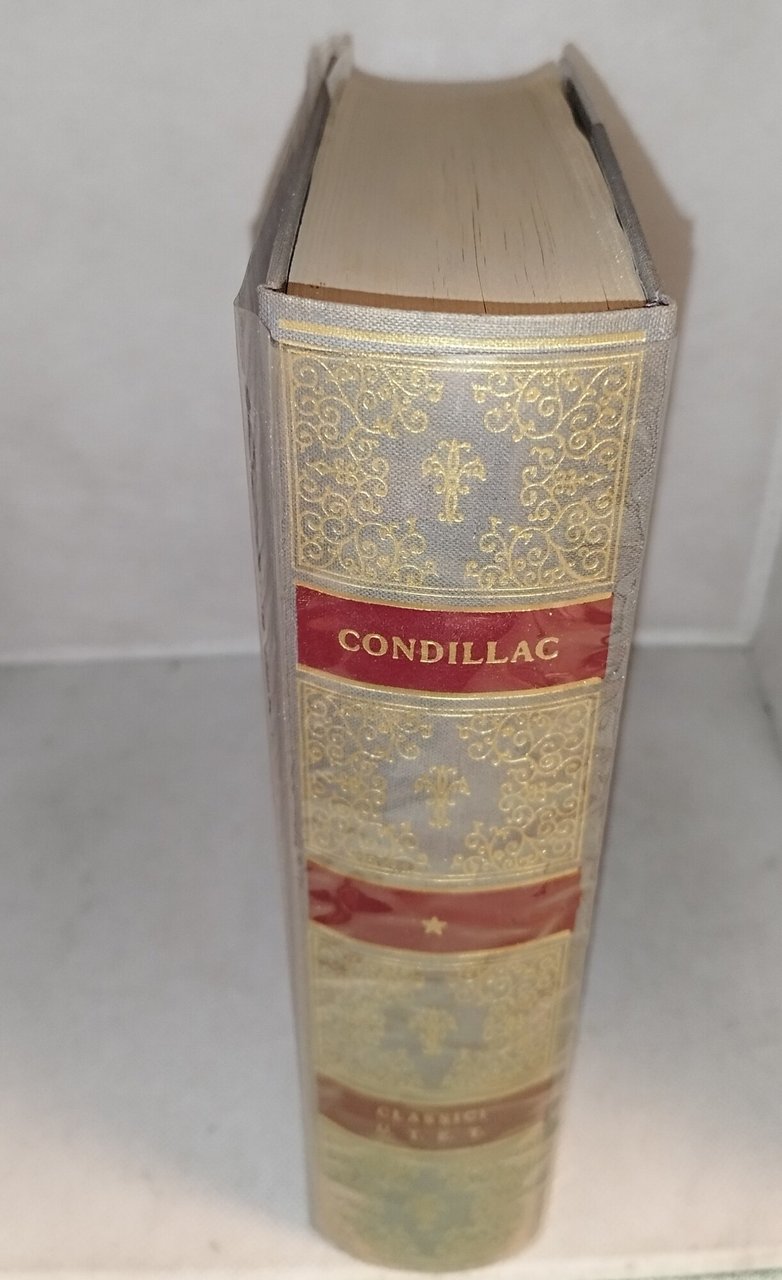 CONDILLAC
CLASSICI
U. T. E. T.